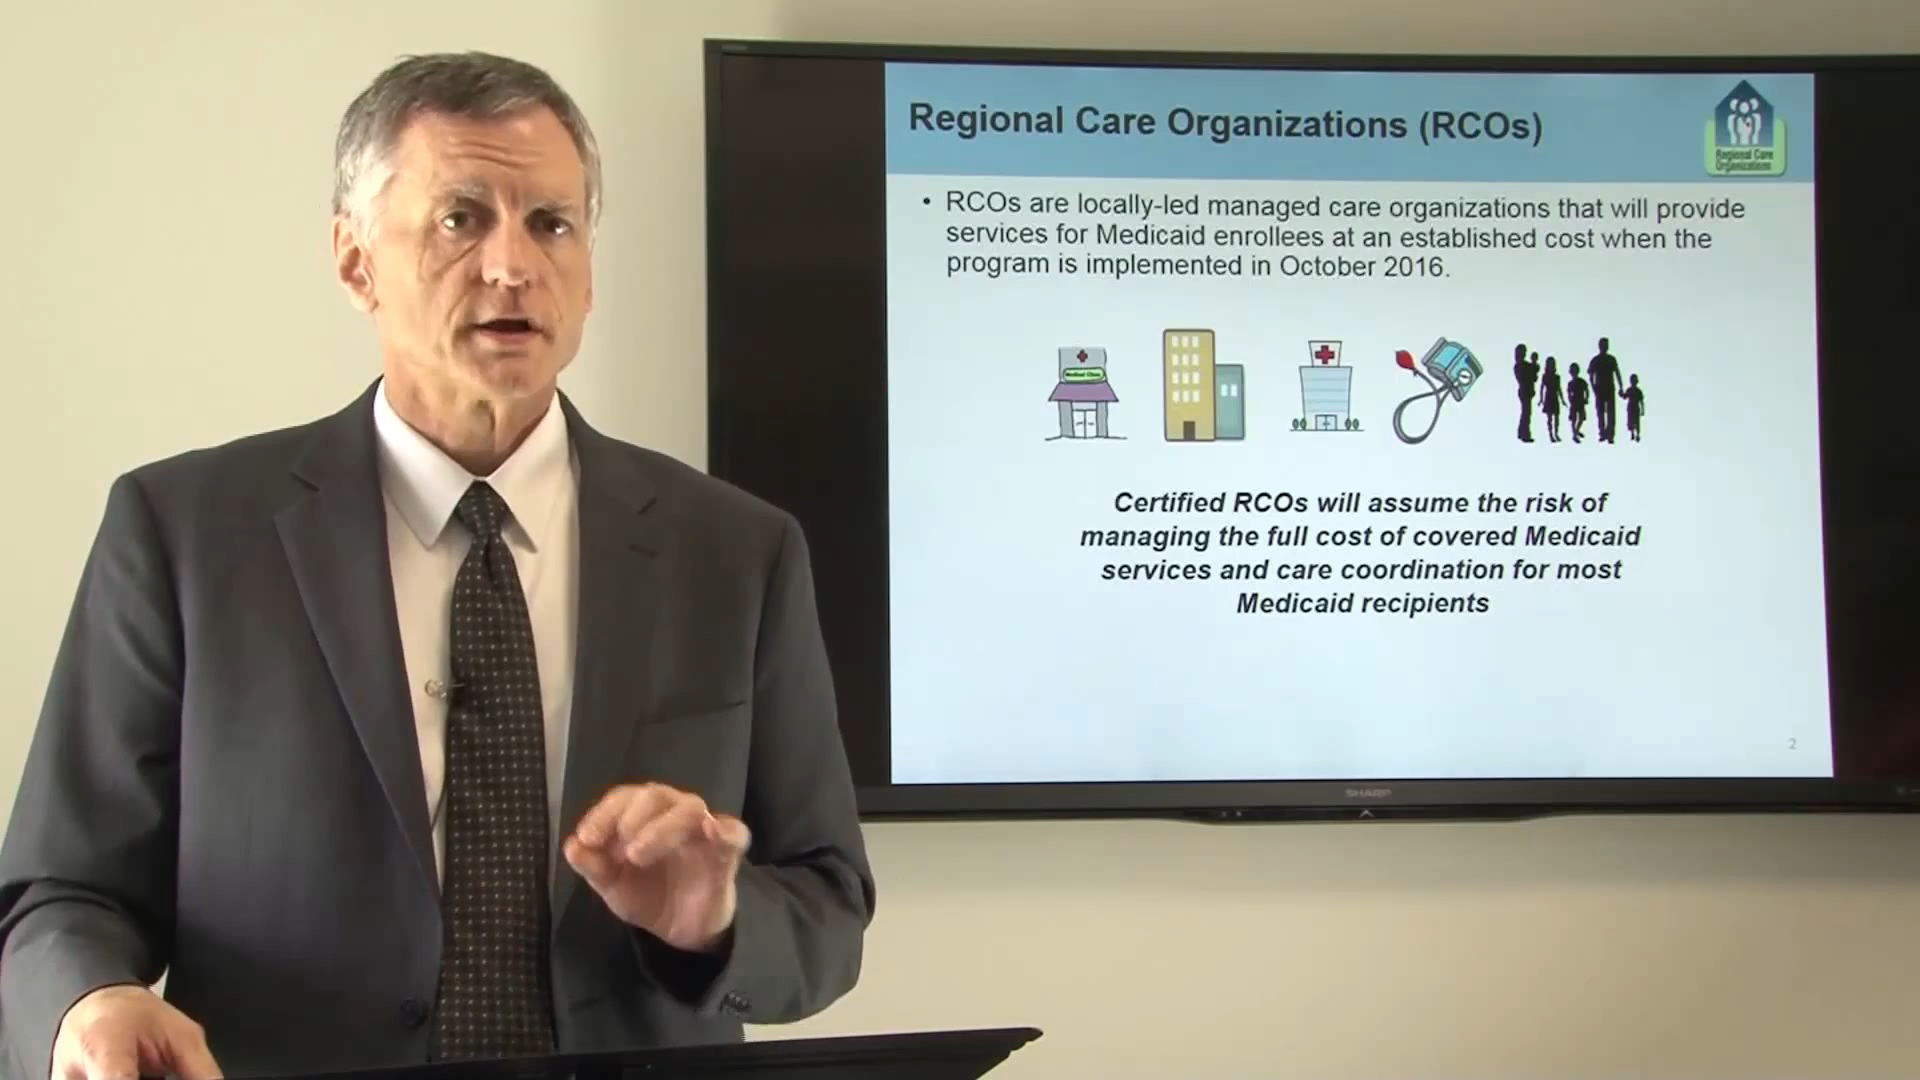 Regional Care Organizations (RCOs)
Regional Care
Organizations
• RCOs are locally-led managed care organizations that will provide
services for Medicaid enrollees at an established cost when the
program is implemented in October 2016.
Medical Clinic
Certified RCOs will assume the risk of
managing the full cost of covered Medicaid
services and care coordination for most
Medicaid recipients
2
SHARP